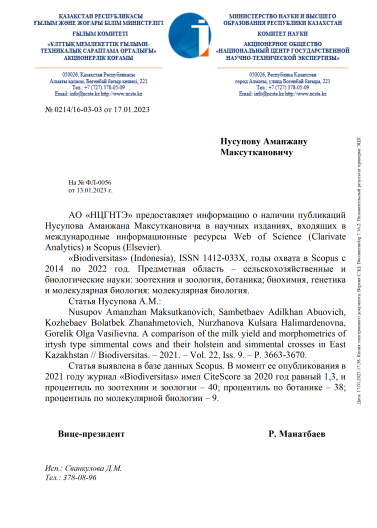 ҚАЗАҚСТАН РЕСПУБЛИКАСЫ
ҒЫЛЫМ ЖӘНЕ ЖОҒАРЫ БІЛІМ МИНИСТРЛІГІ
ҒЫЛЫМ КОМИТЕТІ
«ҰЛТТЫҚ МЕМЛЕКЕТТІК ҒЫЛЫМИ-
ТЕХНИКАЛЫҚ САРАПТАМА ОРТАЛЫҒЫ»
АКЦИОНЕРЛІК ҚОҒАМЫ
050026, Қазақстан Республикасы
Алматы қаласы, Бөгенбай батыр көшесі, 221
Тел.: +7 (727) 378-05-09
Email: info@ncste.kz http://www.ncste.kz
МИНИСТЕРСТВО НАУКИ И ВЫСШЕГО
ОБРАЗОВАНИЯ РЕСПУБЛИКИ КАЗАХСТАН
КОМИТЕТ НАУКИ
АКЦИОНЕРНОЕ ОБЩЕСТВО
«НАЦИОНАЛЬНЫЙ ЦЕНТР ГОСУДАРСТВЕННОЙ
НАУЧНО-ТЕХНИЧЕСКОЙ ЭКСПЕРТИЗЫ»
050026, Республика Казахстан
город Алматы, улица Богенбай батыра, 221
Тел.: +7 (727) 378-05-09
Email: info@ncste.kz http://www.ncste.kz
№ 0214/16-03-03 от 17.01.2023
Нусупову Аманжану
Максуткановичу
На № ФЛ-0056
от 13.01.2023 г.
АО «НЦГНТЭ» предоставляет информацию о наличии публикаций
Нусупова Аманжана Максуткановича в научных изданиях, входящих в
международные информационные ресурсы Web of Science (Clarivate
Analytics) и Scopus (Elsevier).
«Biodiversitas» (Indonesia), ISSN 1412-033X, годы охвата в Scopus с
2014 по 2022 год. Предметная область – сельскохозяйственные и
биологические науки: зоотехния и зоология, ботаника; биохимия, генетика
и молекулярная биология: молекулярная биология.
Статья Нусупова А.М.:
Nusupov Amanzhan Maksutkanovich, Sambetbaev Adilkhan Abuovich,
Kozhebaev Bolatbek Zhanahmetovich, Nurzhanova Kulsara Halimardenovna,
Gorelik Olga Vasilievna. A comparison of the milk yield and morphometrics of
irtysh type simmental cows and their holstein and simmental crosses in East
Kazakhstan // Biodiversitas. – 2021. – Vol. 22, Iss. 9. – P. 3663-3670.
Статья выявлена в базе данных Scopus. В момент ее опубликования в
2021 году журнал «Biodiversitas» имел CiteScore за 2020 год равный 1,3, и
процентиль по зоотехнии и зоологии – 40; процентиль по ботанике – 38;
процентиль по молекулярной биологии – 9.
Вице-президент Р. Манатбаев
Исп.: Сванкулова Д.М.
Тел.: 378-08-96
Дата: 17.01.2023 17:38. Копия электронного документа. Версия СЭД: Documentolog 7.16.2. Положительный результат проверки ЭЦП